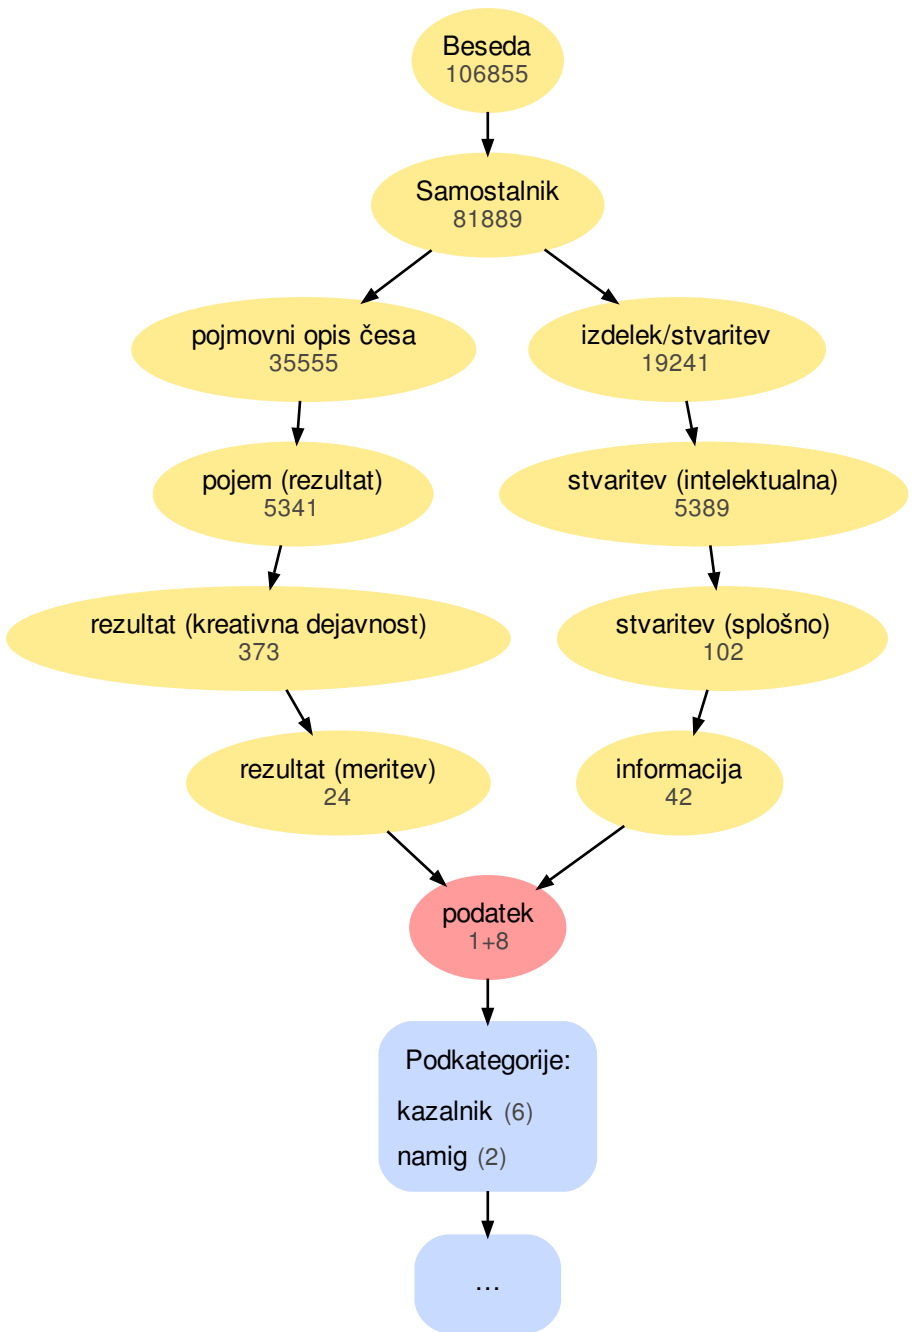 Beseda
106855
Samostalnik
81889
pojmovni opis česa
35555
izdelek/stvaritev
19241
pojem (rezultat)
5341
stvaritev (intelektualna)
5389
rezultat (kreativna dejavnost)
373
stvaritev (splošno)
102
rezultat (meritev)
24
informacija
42
podatek
1+8
Podkategorije:
kazalnik (6)
namig (2)
...